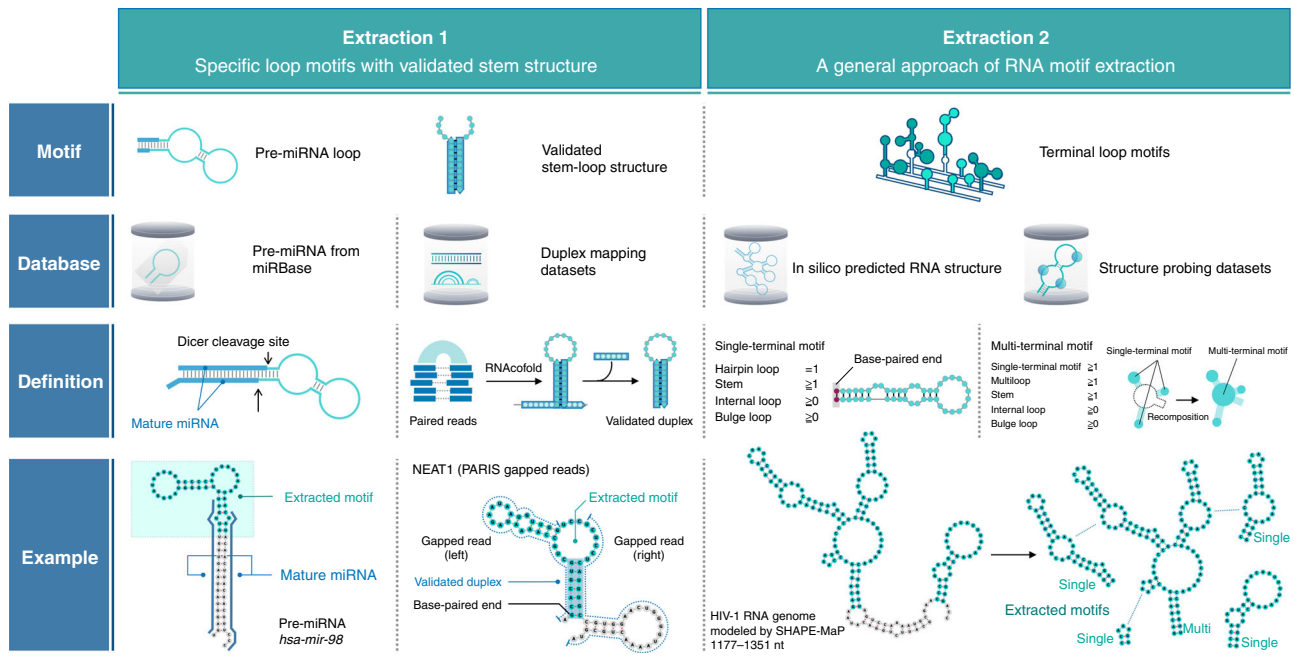 Extraction 1
Specific loop motifs with validated stem structure
Extraction 2
A general approach of RNA motif extraction
Motif
Pre-miRNA loop
Validated
stem-loop structure
Terminal loop motifs
Database
Pre-miRNA from
miRBase
Duplex mapping
datasets
In silico predicted RNA structure
Structure probing datasets
Definition
Dicer cleavage site
Mature miRNA
RNAcofold
Paired reads
Validated duplex
Single-terminal motif
Hairpin loop =1
Stem ≧1
Internal loop ≧0
Bulge loop ≧0
Base-paired end
Multi-terminal motif
Single-terminal motif ≧1
Multiloop ≧1
Stem ≧1
Internal loop ≧0
Bulge loop ≧0
Single-terminal motif
Multi-terminal motif
Recomposition
Example
Extracted motif
Mature miRNA
Pre-miRNA
hsa-mir-98
NEAT1 (PARIS gapped reads)
Extracted motif
Gapped read
(left)
Gapped read
(right)
Validated duplex
Base-paired end
HIV-1 RNA genome
modeled by SHAPE-MaP
1177–1351 nt
Single
Single
Extracted motifs
Single
Multi
Single